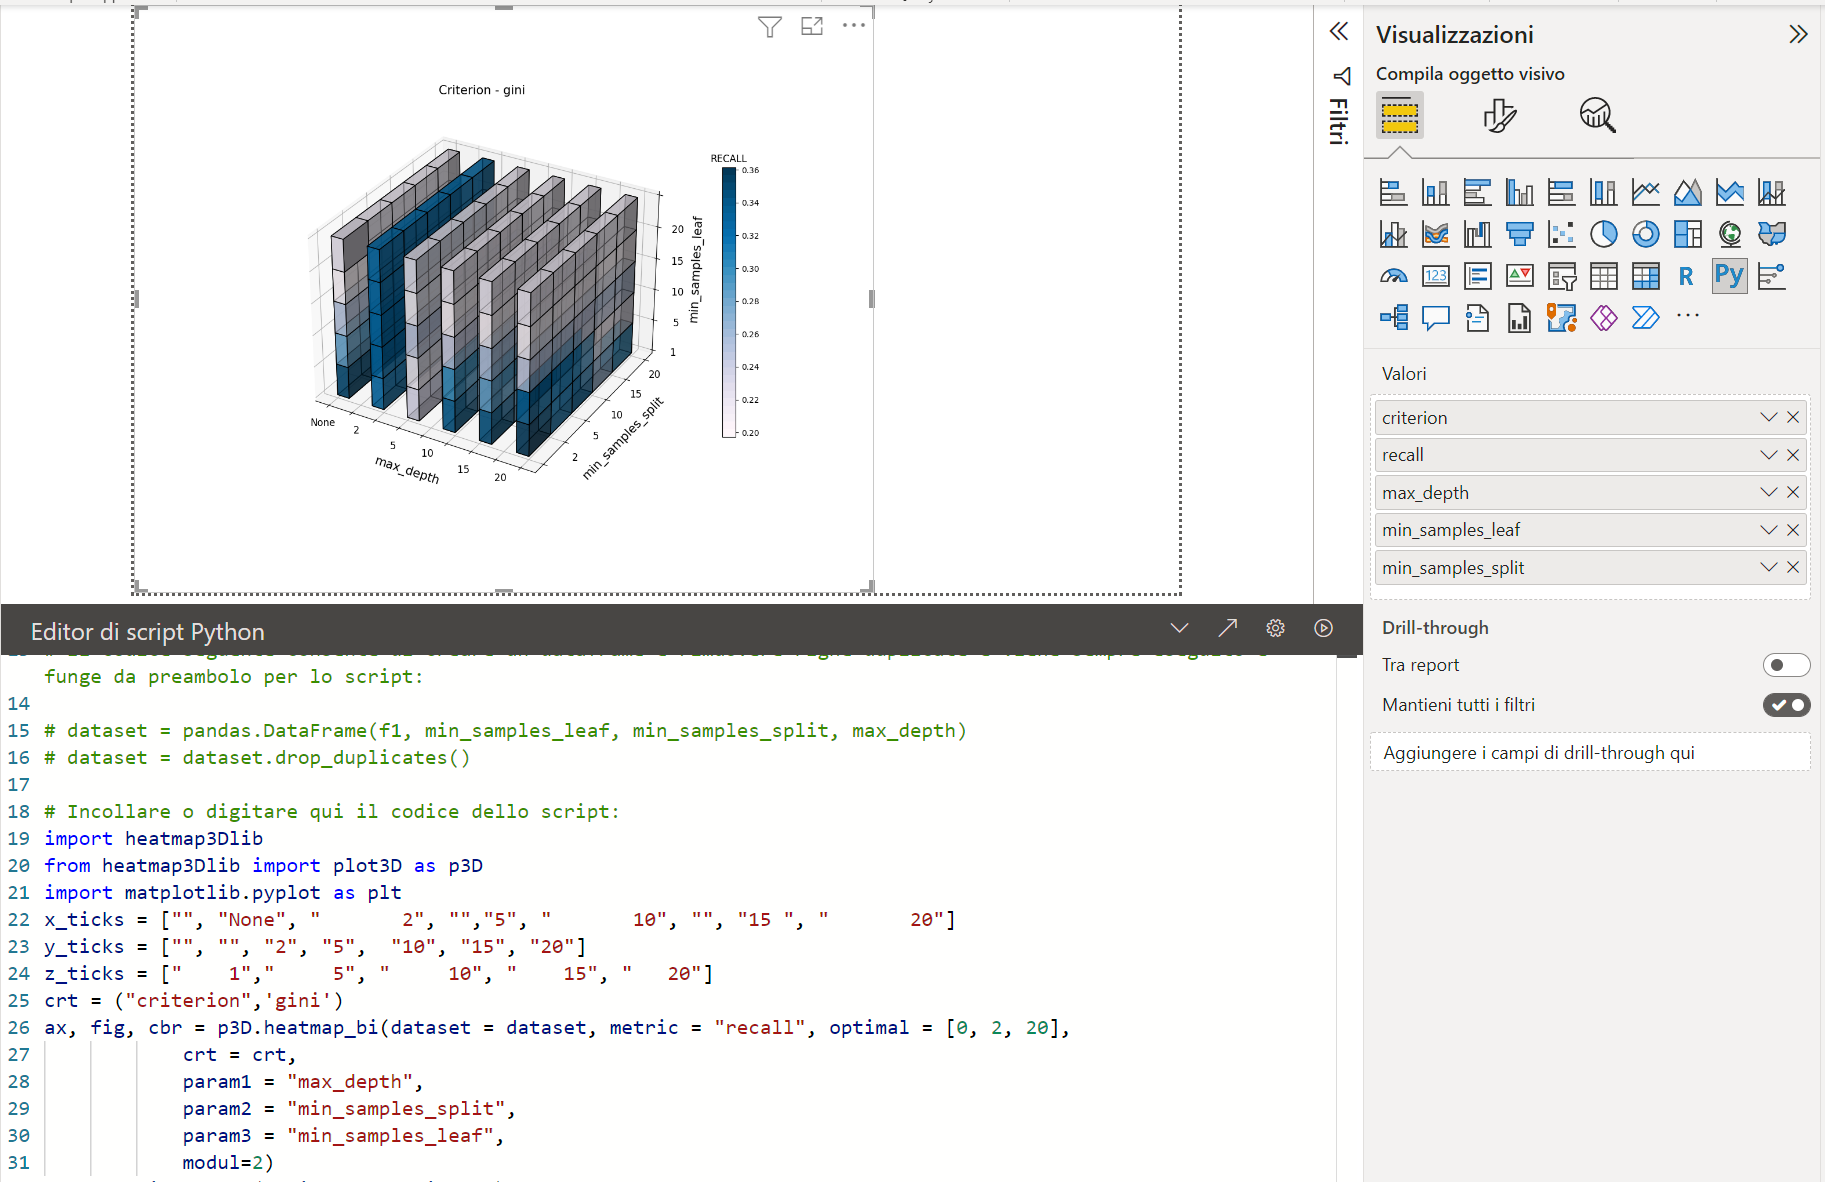 Criterion - gini
RECALL
0.36
0.34
0.32
0.30
0.28
0.26
0.24
0.22
0.20
20
15
10
5
1
min_samples_leaf
20
15
10
5
2
min_samples_split
None
2
5
10
15
20
max_depth
Filtri
Visualizzazioni
Compila oggetto visivo
123
R
Py
Valori
criterion
recall
max_depth
min_samples_leaf
min_samples_split
Drill-through
Tra report
Mantieni tutti i filtri
Aggiungere i campi di drill-through qui
Editor di script Python
funge da preambolo per lo script:
14
15 # dataset = pandas.DataFrame(f1, min_samples_leaf, min_samples_split, max_depth)
16 # dataset = dataset.drop_duplicates()
17
18 # Incollare o digitare qui il codice dello script:
19 import heatmap3Dlib
20 from heatmap3Dlib import plot3D as p3D
21 import matplotlib.pyplot as plt
22 x_ticks = ["", "None", "       2", "","5", "       10", "", "15 ", "       20"]
23 y_ticks = ["", "", "2", "5",  "10", "15", "20"]
24 z_ticks = ["    1","     5", "     10", "    15", "   20"]
25 crt = ("criterion",'gini')
26 ax, fig, cbr = p3D.heatmap_bi(dataset = dataset, metric = "recall", optimal = [0, 2, 20],
27             crt = crt,
28             param1 = "max_depth",
29             param2 = "min_samples_split",
30             param3 = "min_samples_leaf",
31             modul=2)